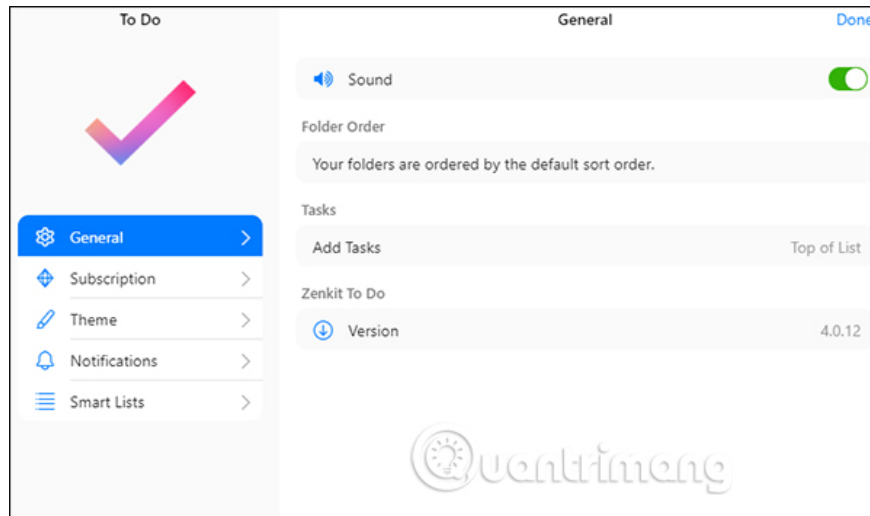 To Do
General
Subscription
Theme
Notifications
Smart Lists
General
Done
Sound
Folder Order
Your folders are ordered by the default sort order.
Tasks
Add Tasks
Top of List
Zenkit To Do
Version
4.0.12
Quantrimang